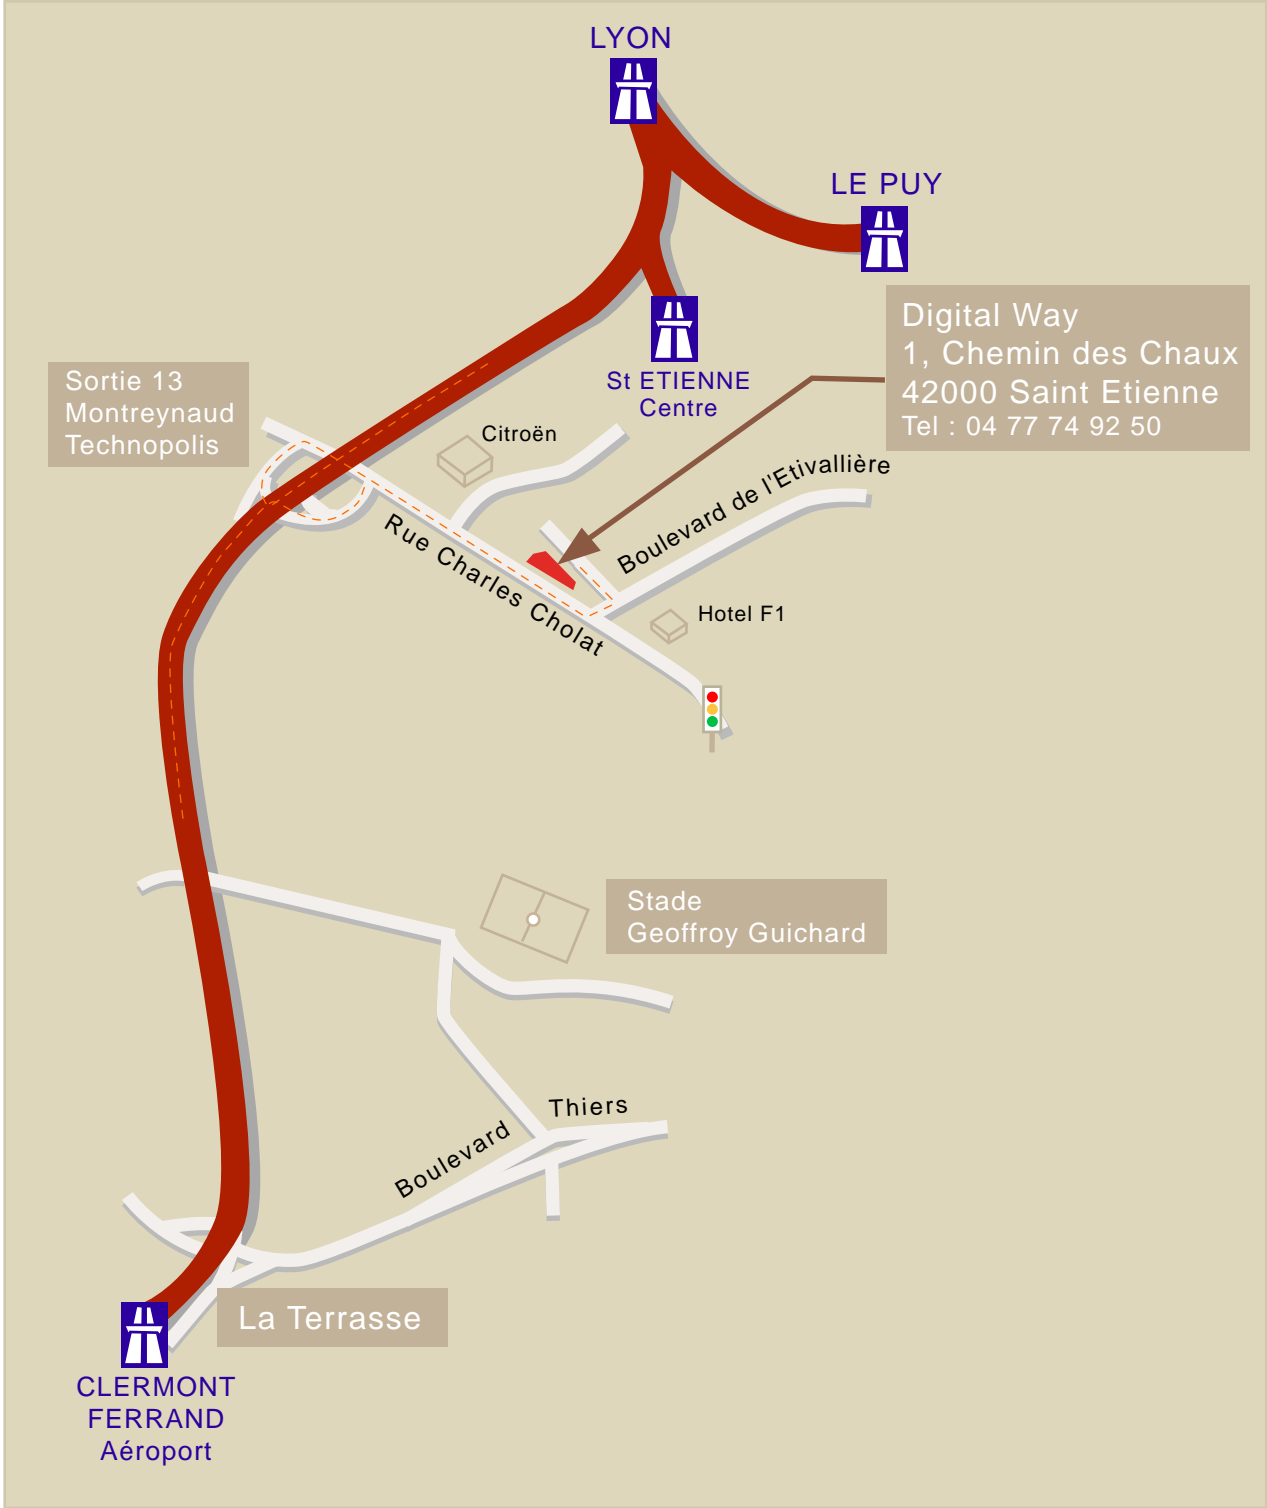 LYON
LE PUY
Digital Way
1, Chemin des Chaux
42000 Saint Etienne
Tel : 04 77 74 92 50
St ETIENNE
Centre
Sortie 13
Montreynaud
Technopolis
Citroën
Boulevard de l'Etivallière
Rue Charles Cholat
Hotel F1
Stade
Geoffroy Guichard
Boulevard Thiers
La Terrasse
CLERMONT
FERRAND
Aéroport